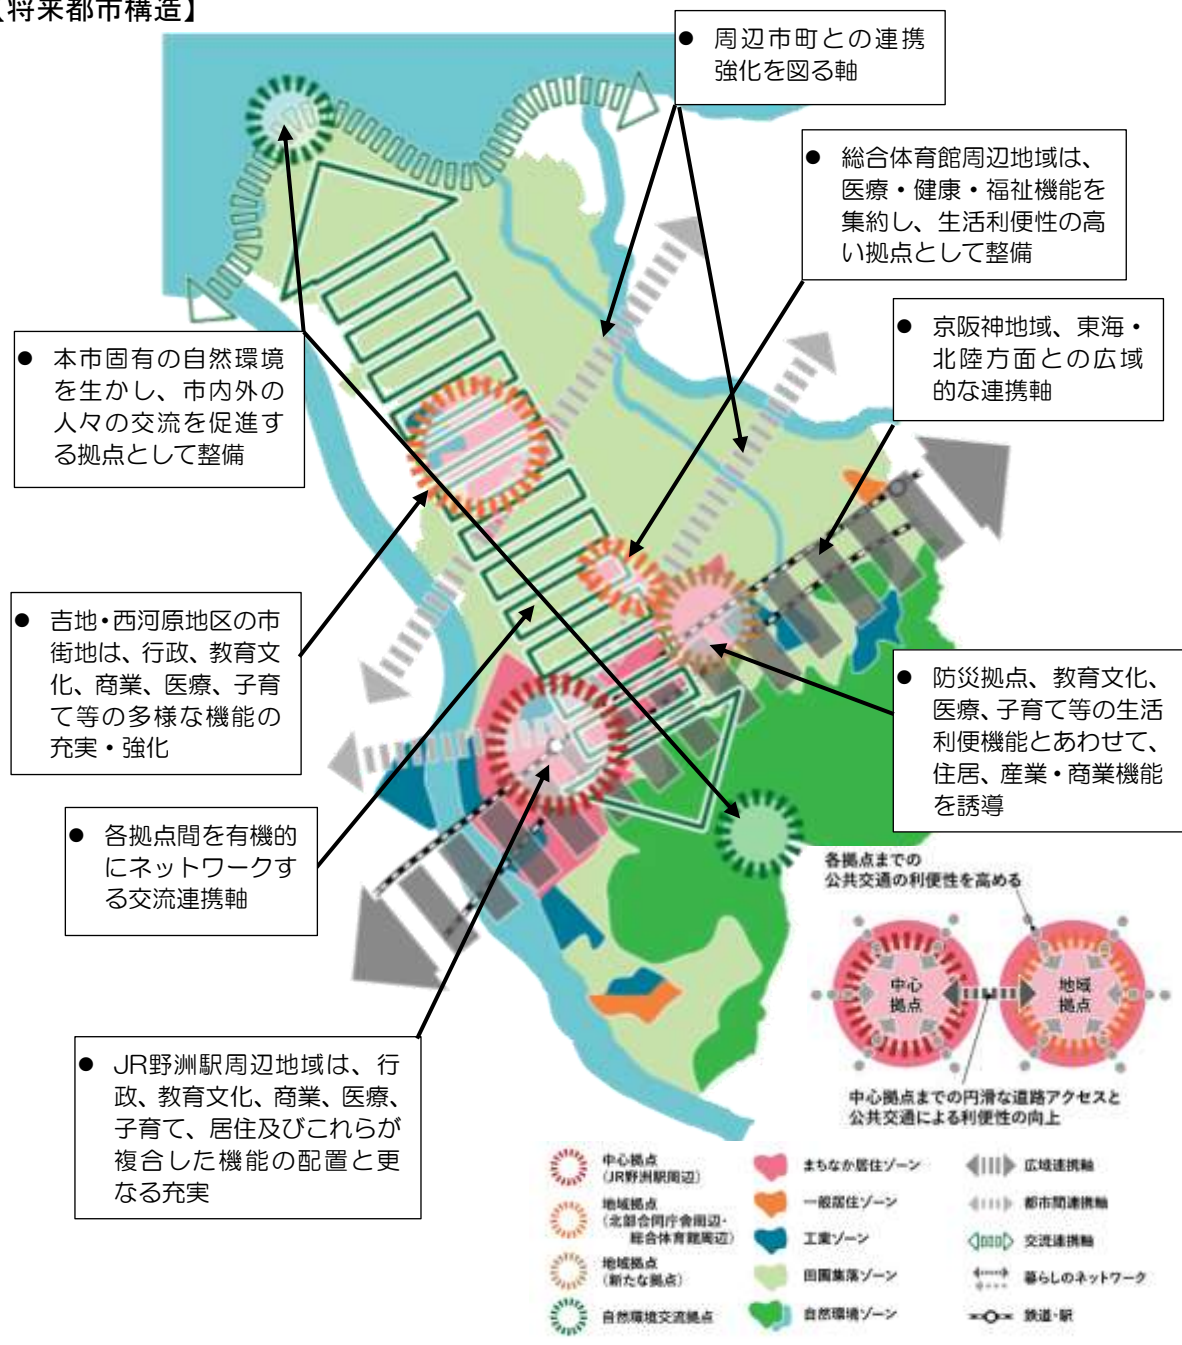 【将来都市構造】
● 周辺市町との連携
強化を図る軸
● 総合体育館周辺地域は、
医療・健康・福祉機能を
集約し、生活利便性の高
い拠点として整備
● 京阪神地域、東海・
北陸方面との広域
的な連携軸
● 本市固有の自然環境
を生かし、市内外の
人々の交流を促進す
る拠点として整備
● 吉地・西河原地区の市
街地は、行政、教育文
化、商業、医療、子育
て等の多様な機能の
充実・強化
● 防災拠点、教育文化、
医療、子育て等の生活
利便機能とあわせて、
住居、産業・商業機能
を誘導
● 各拠点間を有機的
にネットワークす
る交流連携軸
● JR野洲駅周辺地域は、行
政、教育文化、商業、医療、
子育て、居住及びこれらが
複合した機能の配置と更
なる充実
各拠点までの
公共交通の利便性を高める
中心
拠点
地域
拠点
中心拠点までの円滑な道路アクセスと
公共交通による利便性の向上
中心拠点
(JR野洲駅周辺)
地域拠点
(北部合同庁舎周辺・
総合体育館周辺)
地域拠点
(新たな拠点)
自然環境交流拠点
まちなか居住ゾーン
一般居住ゾーン
工業ゾーン
田園集落ゾーン
自然環境ゾーン
広域連携軸
都市間連携軸
交流連携軸
暮らしのネットワーク
鉄道・駅